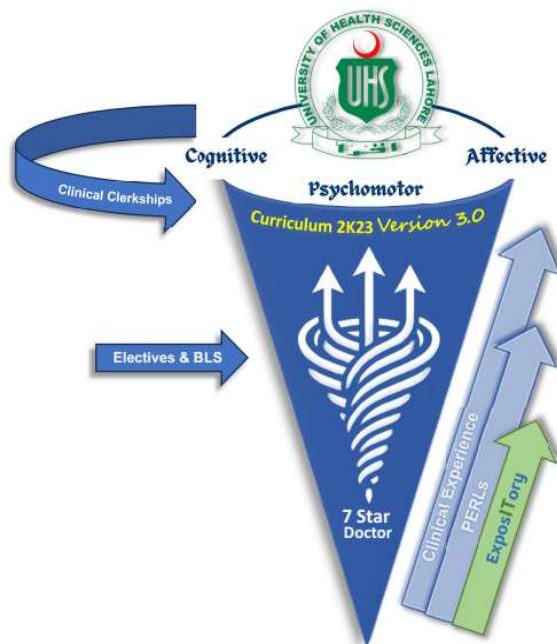 UNIVERSITY OF HEALTH SCIENCES LAHORE
UHS
Cognitive
Affective
Psychomotor
Clinical Clerkships
Curriculum 2K23 Version 3.0
Electives & BLS
7 Star
Doctor
Clinical Experience
PERLs
ExposITory